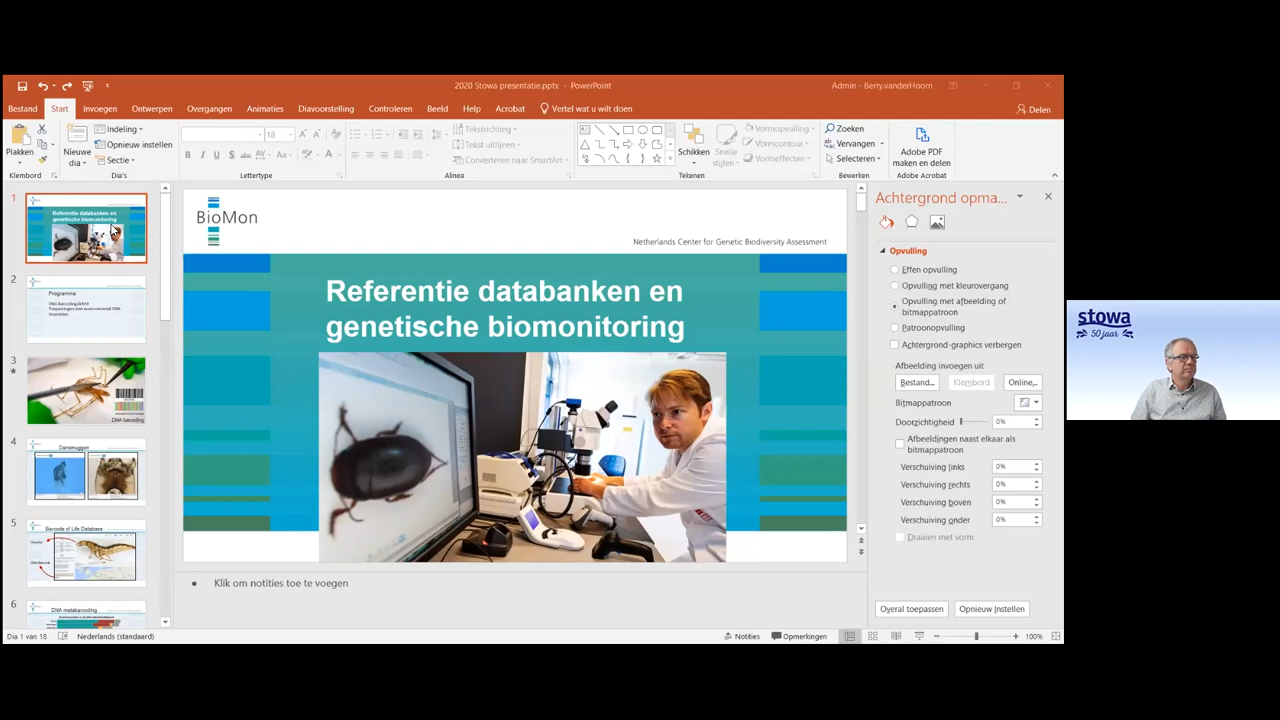 2020 Stowa presentatie.pptx - PowerPoint
Admin - Berry.vanderHoorn
Bestand
Start
Invoegen
Ontwerpen
Overgangen
Animaties
Diavoorstelling
Controleren
Beeld
Help
Acrobat
Vertel wat u wilt doen
Delen
Plakken
Klembord
Nieuwe
dia
Indeling
Opnieuw instellen
Sectie
Dia's
18
Lettertype
Tekstrichting
Tekst uitlijnen
Converteren naar SmartArt
Alinea
Schikken
Snelle
stijlen
Vormopvulling
Vormcontour
Vormeffecten
Tekenen
Zoeken
Vervangen
Selecteren
Bewerken
Adobe PDF
maken en delen
Adobe Acrobat
1
Referentie databanken en
genetische biomonitoring
2
Programma
3
DNA barcoding
4
Dansmuggen
5
Barcode of Life Database
6
DNA metabarcoding
BioMon
Netherlands Center for Genetic Biodiversity Assessment
Referentie databanken en
genetische biomonitoring
Klik om notities toe te voegen
Achtergrond opma...
Opvulling
Effen opvulling
Opvulling met kleurovergang
Opvulling met afbeelding of
bitmappatroon
Patroonopvulling
Achtergrond-graphics verbergen
Afbeelding invoegen uit
Bestand...
Klembord
Online...
Bitmappatroon
Doorzichtigheid
0%
Afbeeldingen naast elkaar als
bitmappatroon
Verschuiving links
0%
Verschuiving rechts
0%
Verschuiving boven
0%
Verschuiving onder
0%
Draaien met vorm
Overal toepassen
Opnieuw Instellen
Dia 1 van 18
Nederlands (standaard)
Notities
Opmerkingen
100%
stowa
50 jaar